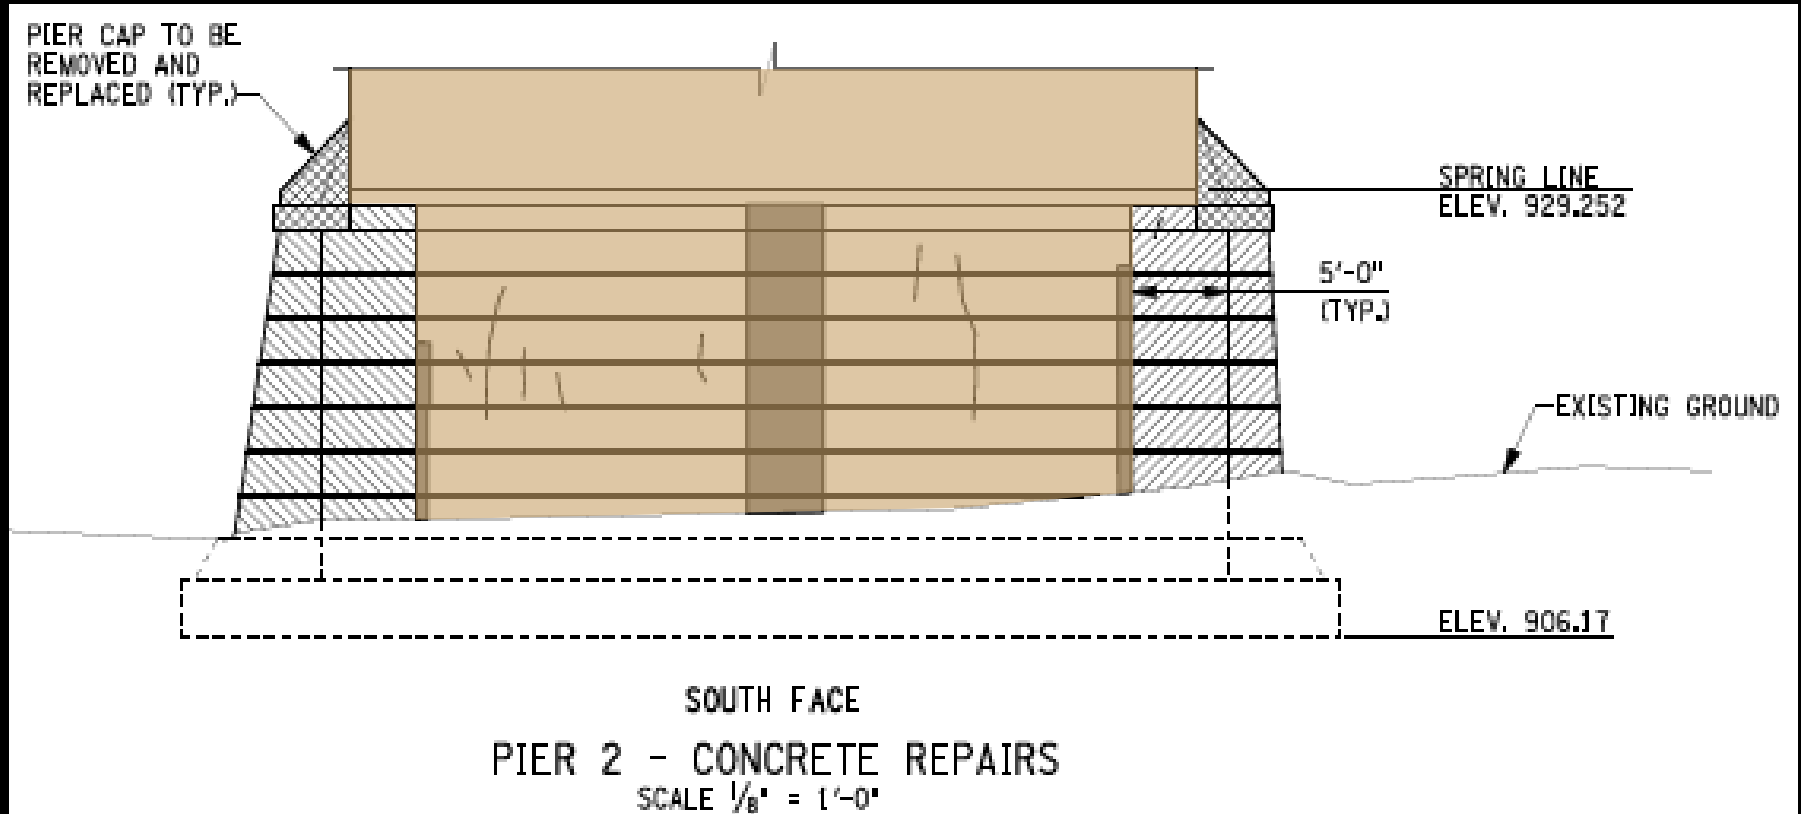 PIER CAP TO BE
REMOVED AND
REPLACED (TYP.)
SPRING LINE
ELEV. 929.252
5'-0"
(TYP.)
EXISTING GROUND
ELEV. 906.17
SOUTH FACE
PIER 2 - CONCRETE REPAIRS
SCALE 1/8" = 1'-0"